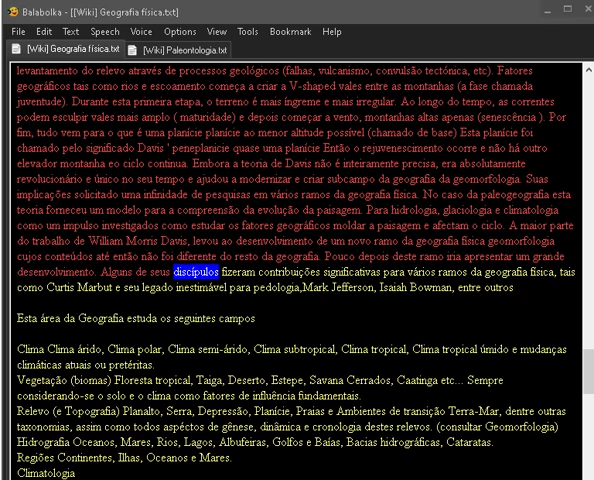 Balabolka - [[Wiki] Geografia física.txt]
File Edit Text Speech Voice Options View Tools Bookmark Help
[Wiki] Geografia física.txt [Wiki] Paleontologia.txt
levantamento do relevo através de processos geológicos (falhas, vulcanismo, convulsão tectónica, etc). Fatores
geográficos tais como rios e escoamento começa a criar a V-shaped vales entre as montanhas (a fase chamada
juventude). Durante esta primeira etapa, o terreno é mais íngreme e mais irregular. Ao longo do tempo, as correntes
podem esculpir vales mais amplo ( maturidade) e depois começar a vento, montanhas altas apenas (senescência ). Por
fim, tudo vem para o que é uma planície planície ao menor altitude possível (chamado de base) Esta planície foi
chamado pelo significado Davis ' peneplanicie quase uma planície Então o rejuvenescimento ocorre e não há outro
elevador montanha eo ciclo continua. Embora a teoria de Davis não é inteiramente precisa, era absolutamente
revolucionário e único no seu tempo e ajudou a modernizar e criar subcampo da geografia da geomorfologia. Suas
implicações solicitado uma infinidade de pesquisas em vários ramos da geografia física. No caso da paleogeografia esta
teoria forneceu um modelo para a compreensão da evolução da paisagem. Para hidrologia, glaciologia e climatologia
como um impulso investigados como estudar os fatores geográficos moldar a paisagem e afectam o ciclo. A maior parte
do trabalho de William Morris Davis, levou ao desenvolvimento de um novo ramo da geografia física geomorfologia
cujos conteúdos até então não foi diferente do resto da geografia. Pouco depois deste ramo iria apresentar um grande
desenvolvimento. Alguns de seus discípulos fizeram contribuições significativas para vários ramos da geografia física, tais
como Curtis Marbut e seu legado inestimável para pedologia,Mark Jefferson, Isaiah Bowman, entre outros
Esta área da Geografia estuda os seguintes campos
Clima Clima árido, Clima polar, Clima semi-árido, Clima subtropical, Clima tropical, Clima tropical úmido e mudanças
climáticas atuais ou pretéritas.
Vegetação (biomas) Floresta tropical, Taiga, Deserto, Estepe, Savana Cerrados, Caatinga etc... Sempre
considerando-se o solo e o clima como fatores de influência fundamentais.
Relevo (e Topografia) Planalto, Serra, Depressão, Planície, Praias e Ambientes de transição Terra-Mar, dentre outras
taxonomias, assim como todos aspéctos de gênese, dinâmica e cronologia destes relevos. (consultar Geomorfologia)
Hidrografia Oceanos, Mares, Rios, Lagos, Albufeiras, Golfos e Baías, Bacias hidrográficas, Cataratas.
Regiões Continentes, Ilhas, Oceanos e Mares.
Climatologia